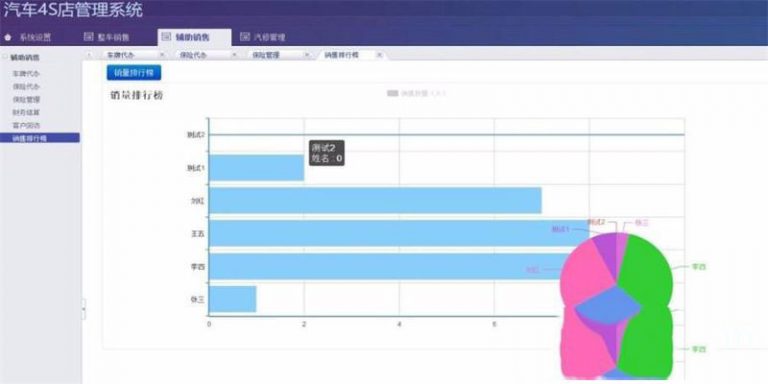 汽车4S店管理系统
系统设置 整车销售 辅助销售 汽修管理
辅助销售 车牌代办 保险代办 保险管理 销量排行榜
车牌代办
保险代办
保险管理
财务结算
客户回访
销量排行榜
销量排行榜
销量排行榜
测试2
测试2
姓名 : 0
测试1
刘红
王五
李四
张三
0 2 4 6
测试2 张三
测试1
李四
刘红
李四